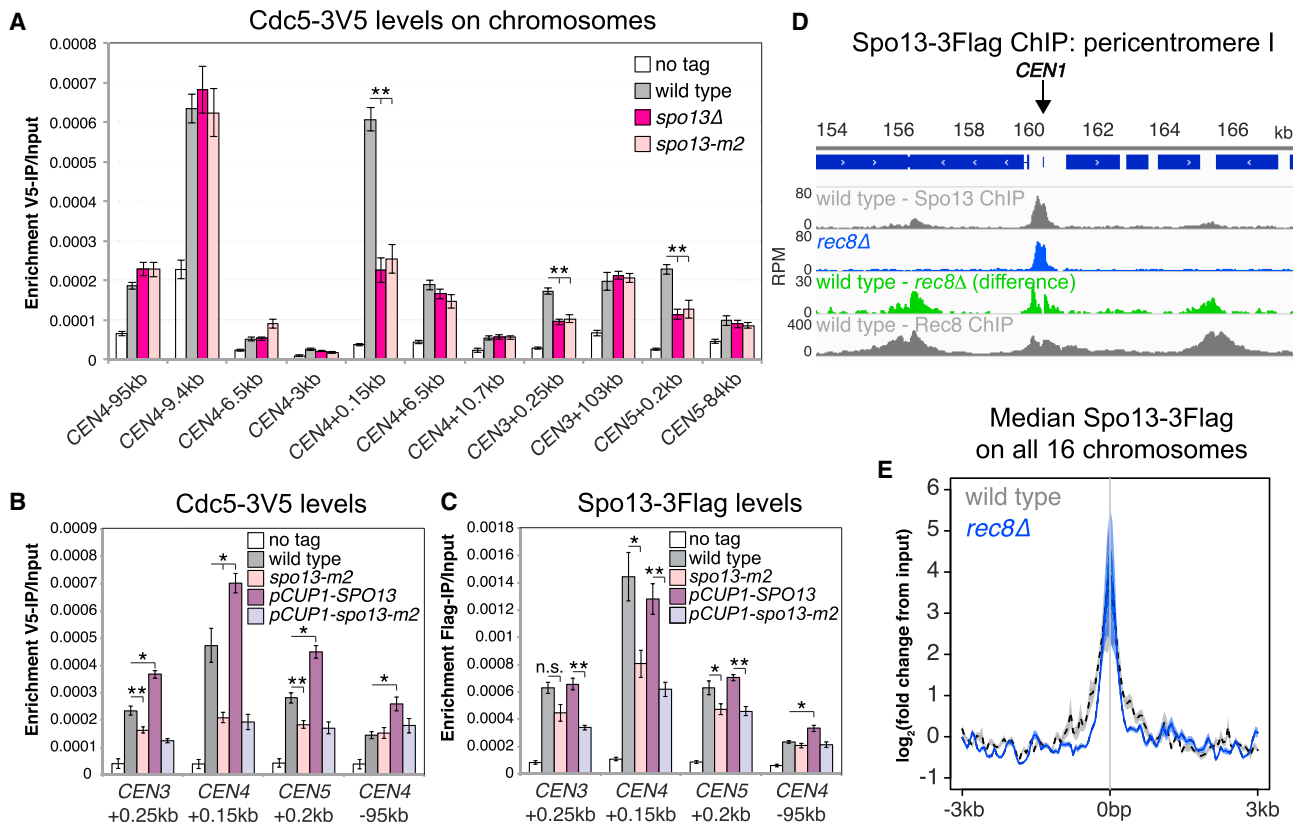 A
Cdc5-3V5 levels on chromosomes
Enrichment V5-IP/Input
0.0008
0.0007
0.0006
0.0005
0.0004
0.0003
0.0002
0.0001
0
no tag
wild type
spo13Δ
spo13-m2
**
**
**
CEN4-95kb
CEN4-9.4kb
CEN4-6.5kb
CEN4-3kb
CEN4+0.15kb
CEN4+6.5kb
CEN4+10.7kb
CEN3+0.25kb
CEN3+103kb
CEN5+0.2kb
CEN5-84kb
B
Cdc5-3V5 levels
Enrichment V5-IP/Input
0.0009
0.0008
0.0007
0.0006
0.0005
0.0004
0.0003
0.0002
0.0001
0
no tag
wild type
spo13-m2
pCUP1-SPO13
pCUP1-spo13-m2
*
**
*
*
**
*
CEN3 CEN4 CEN5 CEN4
+0.25kb +0.15kb +0.2kb -95kb
C
Spo13-3Flag levels
Enrichment Flag-IP/Input
0.0018
0.0016
0.0014
0.0012
0.001
0.0008
0.0006
0.0004
0.0002
0
no tag
wild type
spo13-m2
pCUP1-SPO13
pCUP1-spo13-m2
n.s. **
*
**
*
**
*
CEN3 CEN4 CEN5 CEN4
+0.25kb +0.15kb +0.2kb -95kb
D
Spo13-3Flag ChIP: pericentromere I
CEN1
154 156 158 160 162 164 166 kb
RPM
80
wild type - Spo13 ChIP
0
80
rec8Δ
0
30
wild type - rec8Δ (difference)
0
400
wild type - Rec8 ChIP
0
E
Median Spo13-3Flag
on all 16 chromosomes
log2(fold change from input)
wild type
rec8Δ
6
5
4
3
2
1
0
-1
-3kb 00bp 3kb